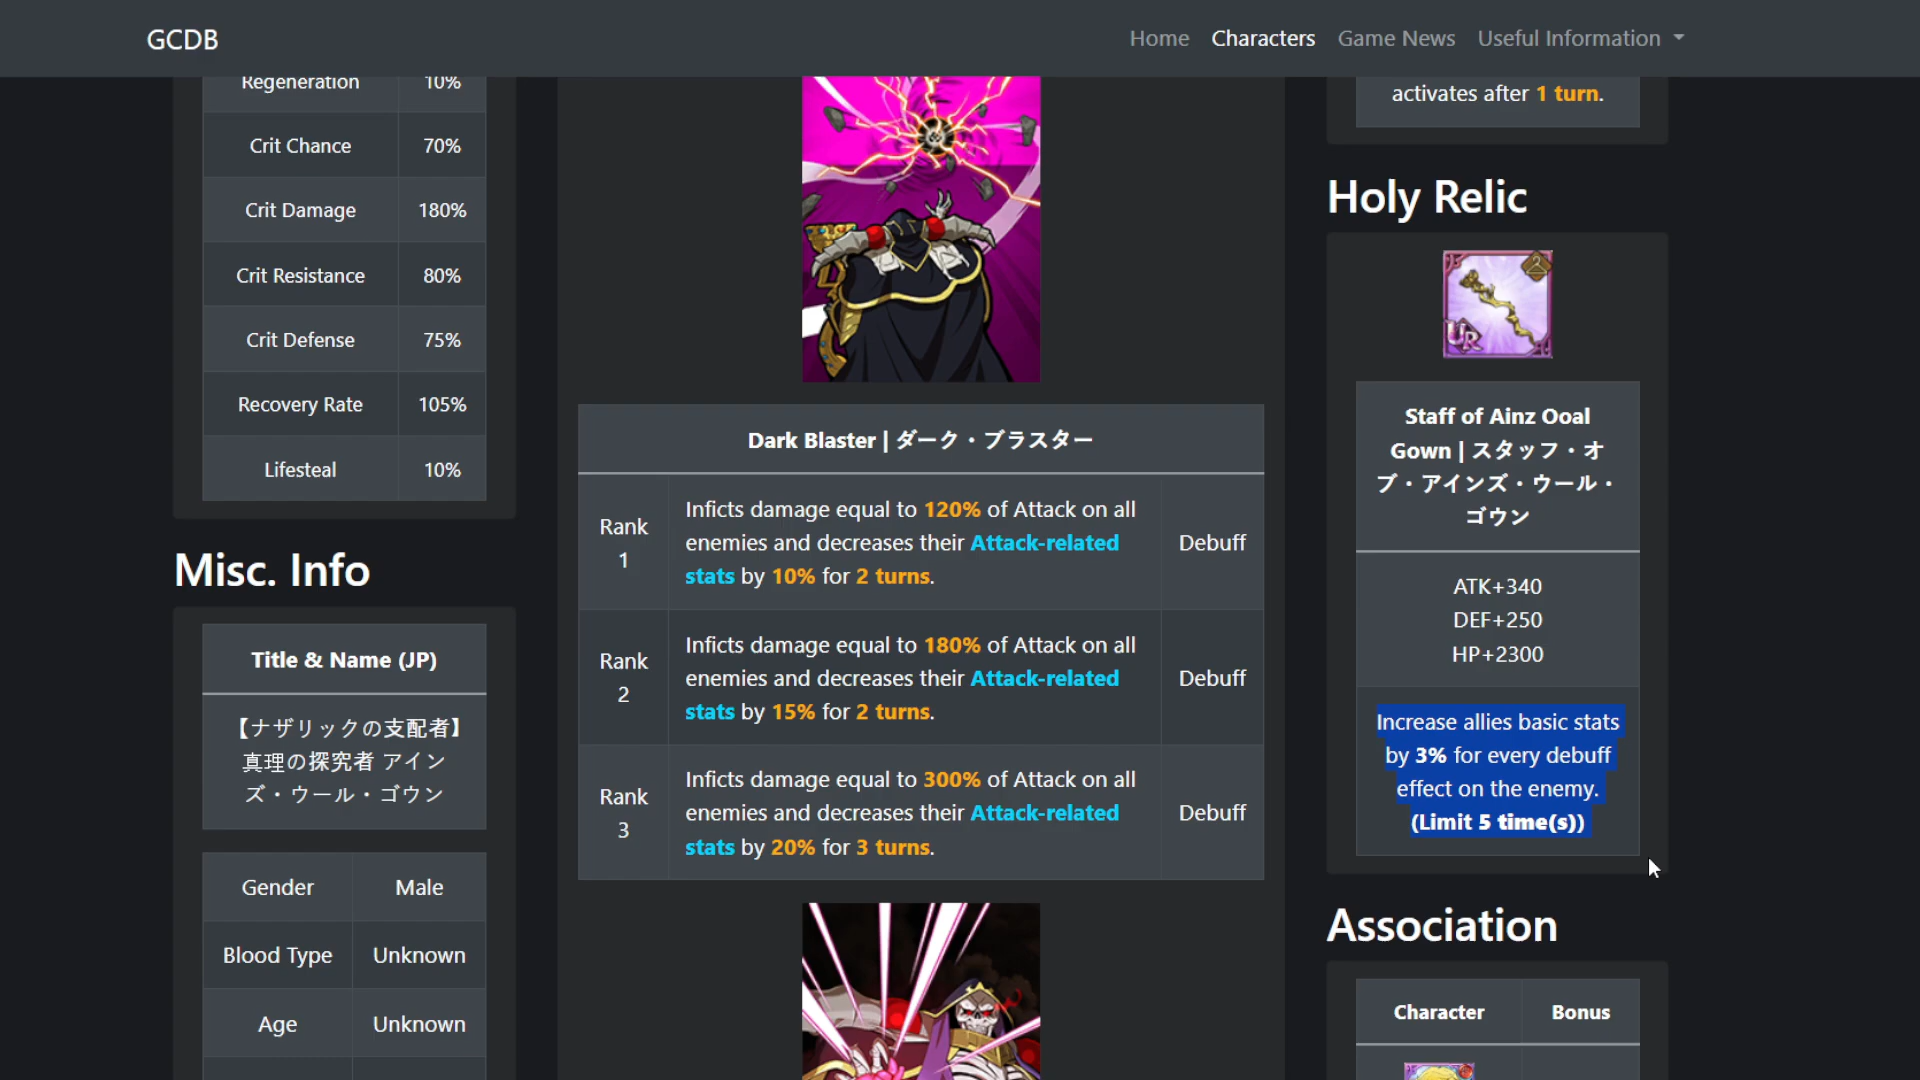 GCDB
Home Characters Game News Useful Information
Regeneration 10%
Crit Chance 70%
Crit Damage 180%
Crit Resistance 80%
Crit Defense 75%
Recovery Rate 105%
Lifesteal 10%
Misc. Info
Title & Name (JP)
【ナザリックの支配者】
真理の探究者 アイン
ズ・ウール・ゴウン
Gender Male
Blood Type Unknown
Age Unknown
Dark Blaster | ダーク・ブラスター
Rank
1
Inficts damage equal to 120% of Attack on all
enemies and decreases their Attack-related
stats by 10% for 2 turns.
Debuff
Rank
2
Inficts damage equal to 180% of Attack on all
enemies and decreases their Attack-related
stats by 15% for 2 turns.
Debuff
Rank
3
Inficts damage equal to 300% of Attack on all
enemies and decreases their Attack-related
stats by 20% for 3 turns.
Debuff
activates after 1 turn.
Holy Relic
UR
Staff of Ainz Ooal
Gown | スタッフ・オ
ブ・アインズ・ウール・
ゴウン
ATK+340
DEF+250
HP+2300
Increase allies basic stats
by 3% for every debuff
effect on the enemy.
(Limit 5 time(s))
Association
Character Bonus